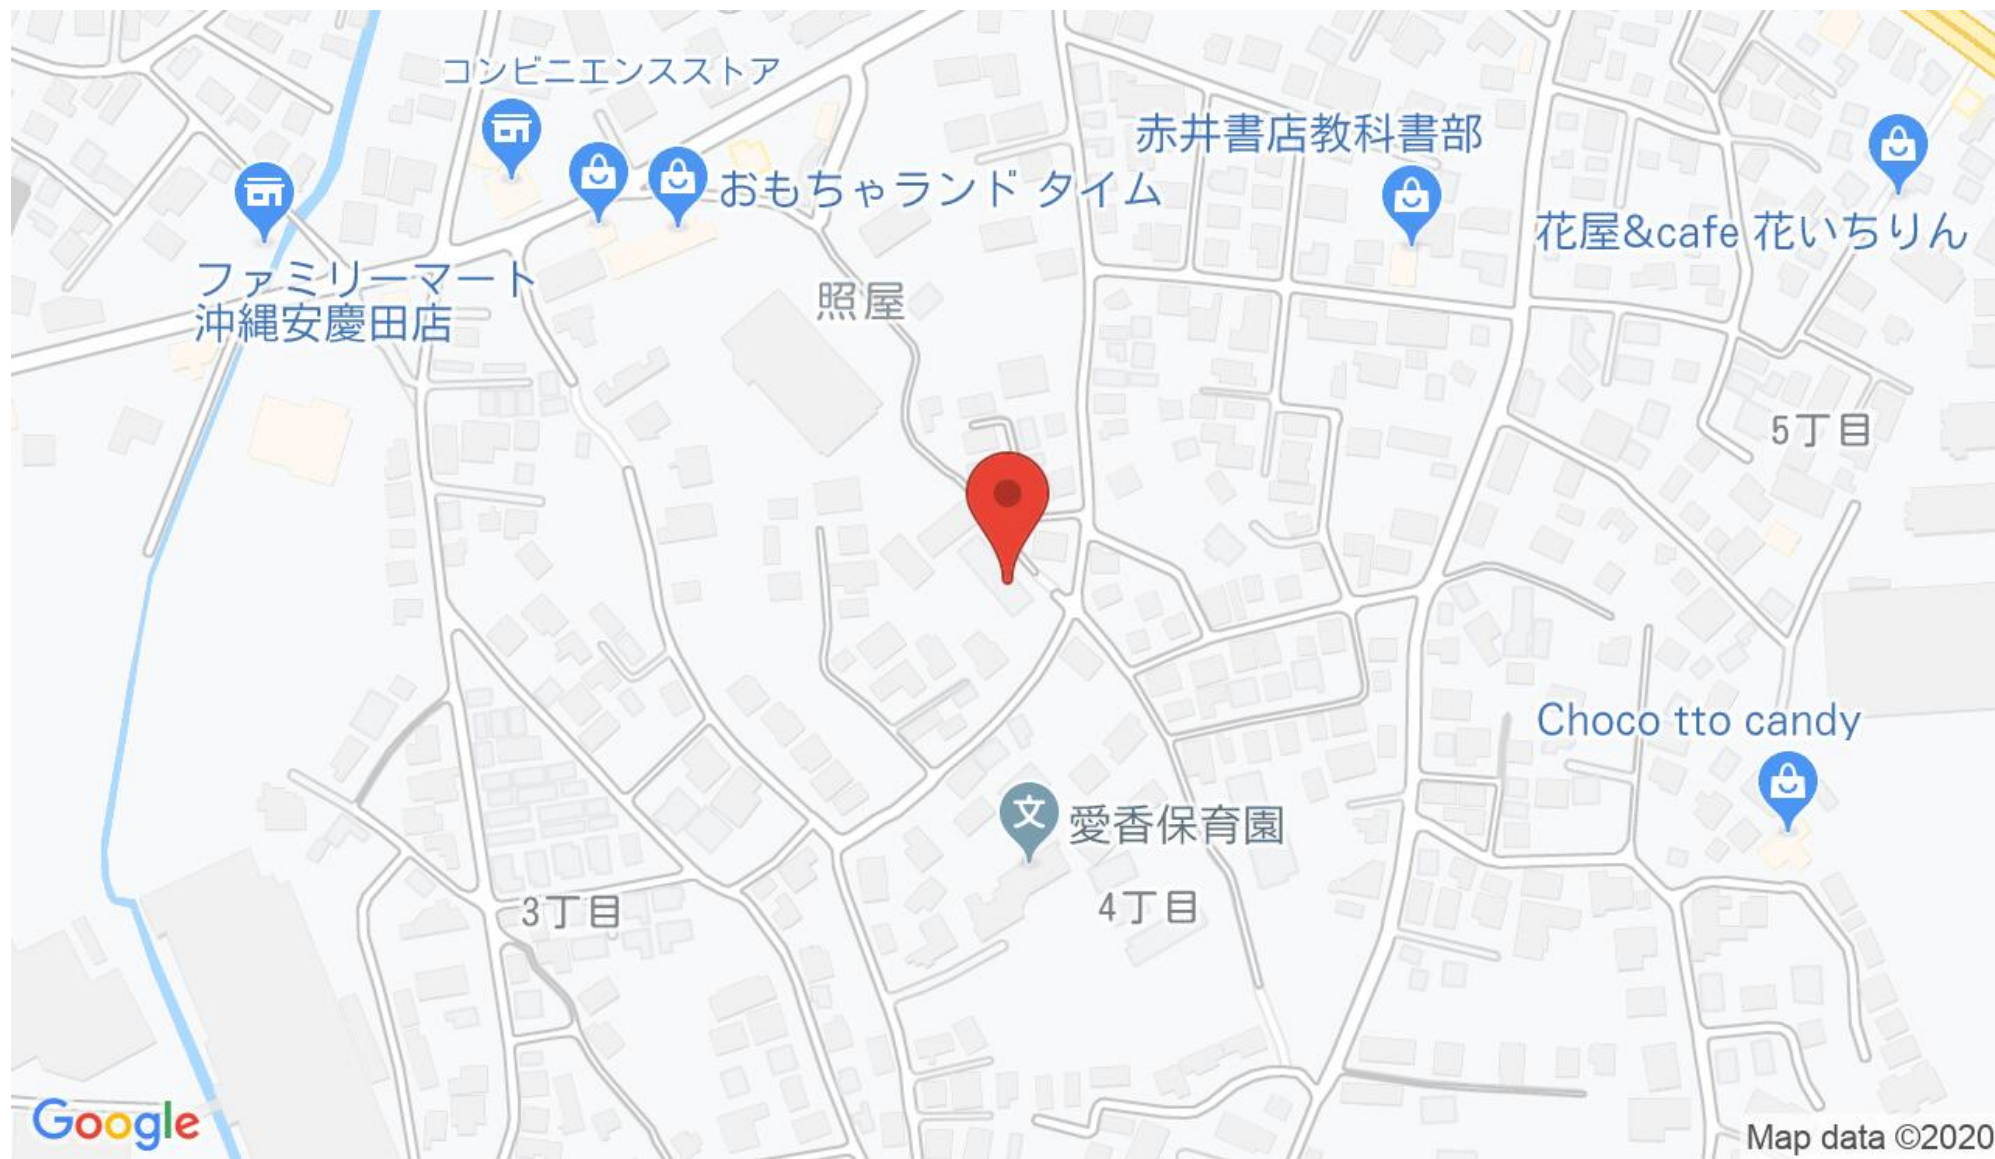 コンビニエンスストア
赤井書店教科書部
おもちゃランド タイム
花屋&cafe 花いちりん
ファミリーマート
沖縄安慶田店
照屋
5丁目
Choco tto candy
文
愛香保育園
3丁目
4丁目
Google
Map data ©2020